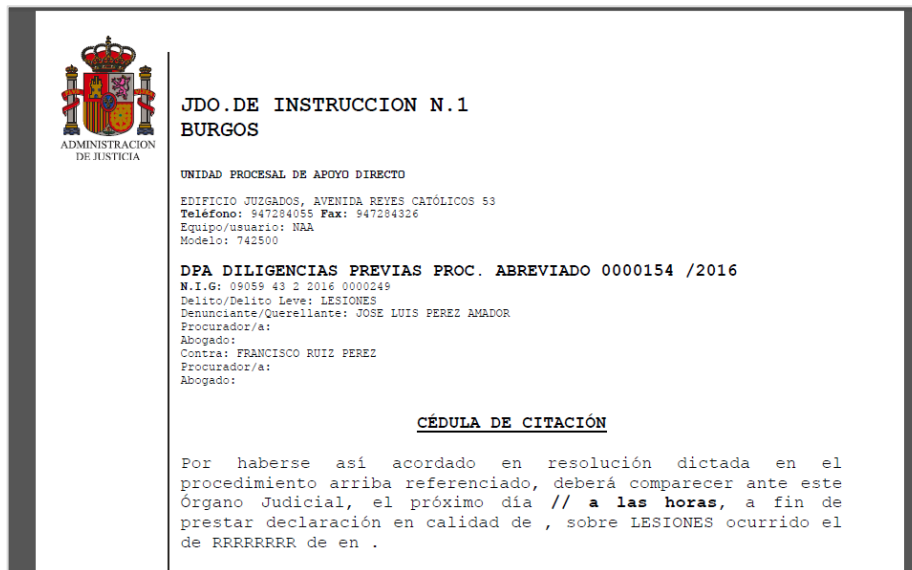 ADMINISTRACION
DE JUSTICIA
JDO.DE INSTRUCCION N.1
BURGOS
UNIDAD PROCESAL DE APOYO DIRECTO
EDIFICIO JUZGADOS, AVENIDA REYES CATÓLICOS 53
Teléfono: 947284055 Fax: 947284326
Equipo/usuario: NAA
Modelo: 742500
DPA DILIGENCIAS PREVIAS PROC. ABREVIADO 0000154 /2016
N.I.G: 09059 43 2 2016 0000249
Delito/Delito Leve: LESIONES
Denunciante/Querellante: JOSE LUIS PEREZ AMADOR
Procurador/a:
Abogado:
Contra: FRANCISCO RUIZ PEREZ
Procurador/a:
Abogado:
CÉDULA DE CITACIÓN
Por haberse así acordado en resolución dictada en el
procedimiento arriba referenciado, deberá comparecer ante este
Órgano Judicial, el próximo día // a las horas, a fin de
prestar declaración en calidad de , sobre LESIONES ocurrido el
de RRRRRRRR de en .